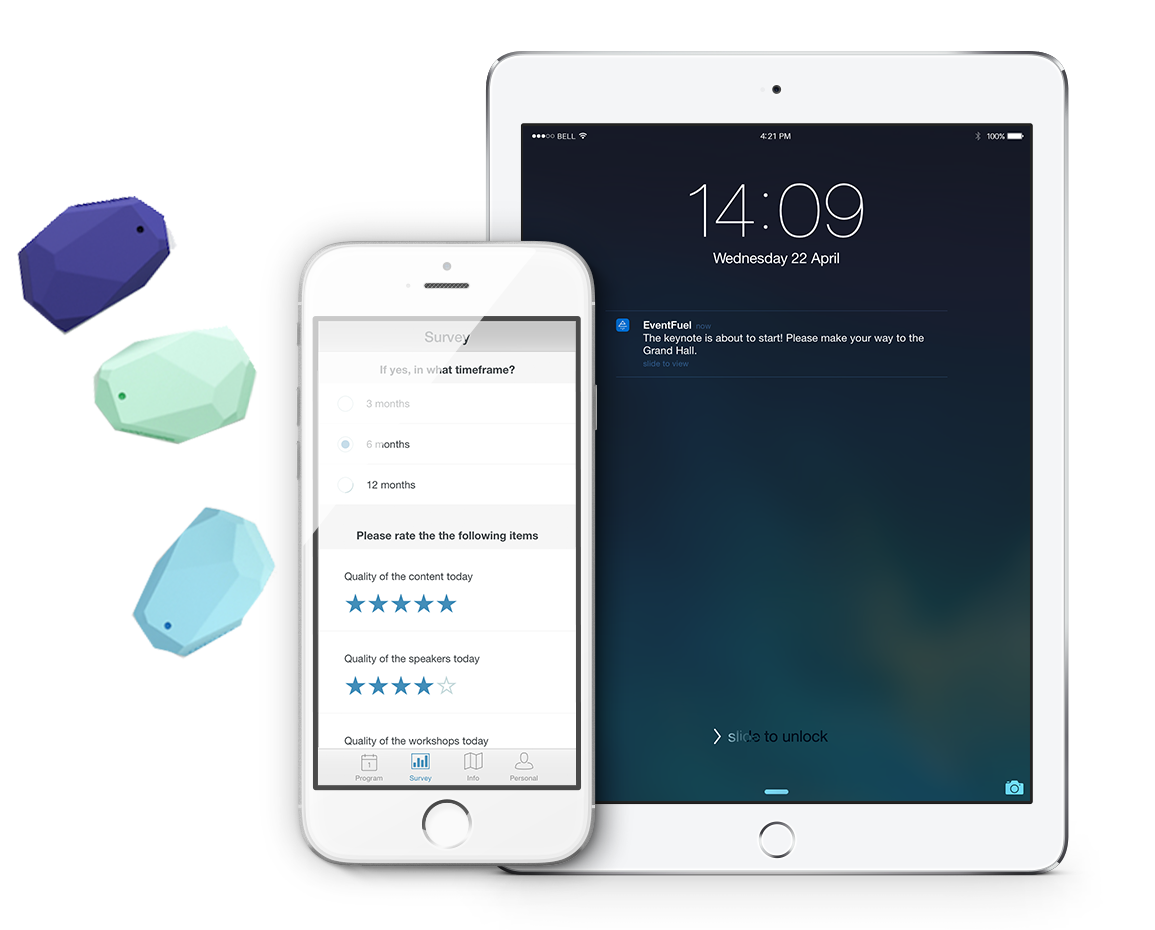 BELL
4:21 PM
100%
14:09
Wednesday 22 April
EventFuel now
The keynote is about to start! Please make your way to the
Grand Hall.
slide to view
slide to unlock
Survey
If yes, in what timeframe?
3 months
6 months
12 months
Please rate the the following items
Quality of the content today
Quality of the speakers today
Quality of the workshops today
1
Program
Survey
Info
Personal